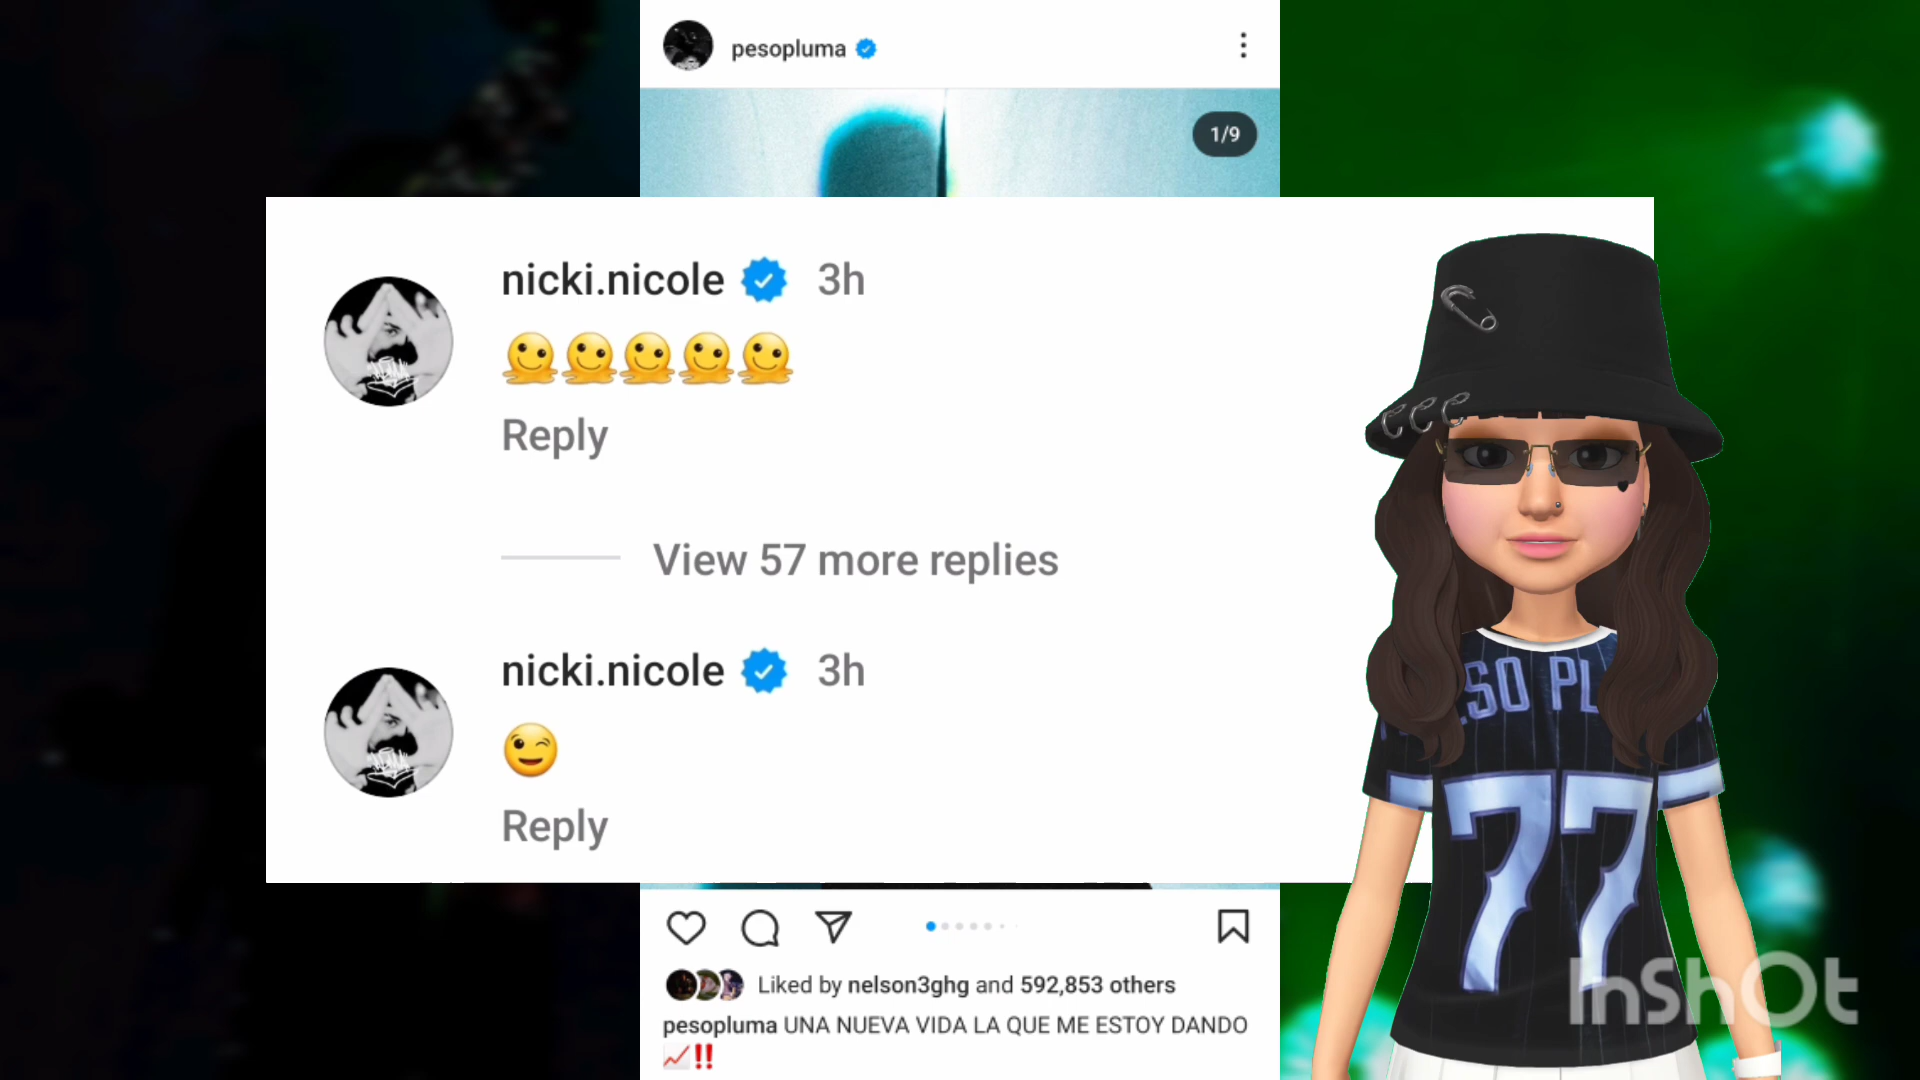 pesopluma
1/9
nicki.nicole 3h
🫠🫠🫠🫠🫠
Reply
View 57 more replies
nicki.nicole 3h
😉
Reply
SO PL
77
Liked by nelson3ghg and 592,853 others
pesopluma UNA NUEVA VIDA LA QUE ME ESTOY DANDO
📈‼️
InShOt